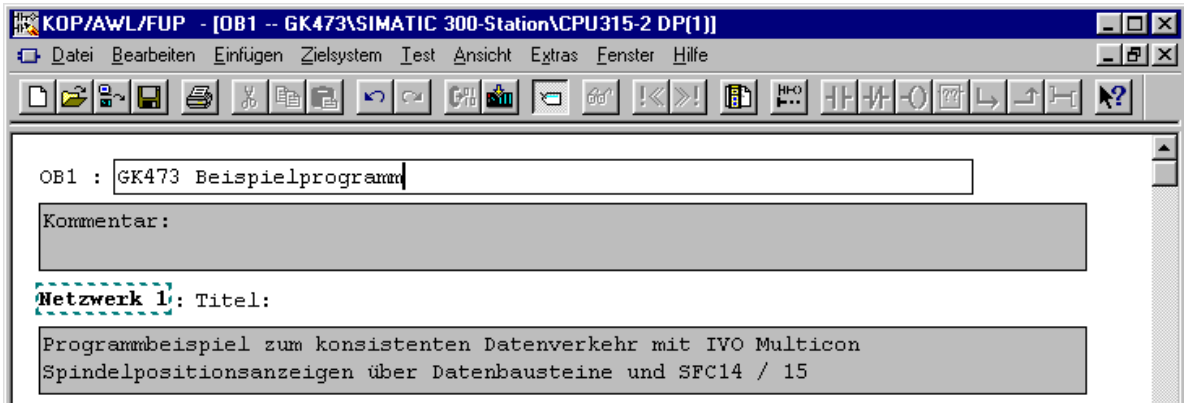 KOP/AWL/FUP - [OB1 -- GK473\SIMATIC 300-Station\CPU315-2 DP(1)]
Datei Bearbeiten Einfügen Zielsystem Test Ansicht Extras Fenster Hilfe
OB1 : GK473 Beispielprogramm
Kommentar:
Netzwerk 1: Titel:
Programmbeispiel zum konsistenten Datenverkehr mit IVO Multicon
Spindelpositionsanzeigen über Datenbausteine und SFC14 / 15